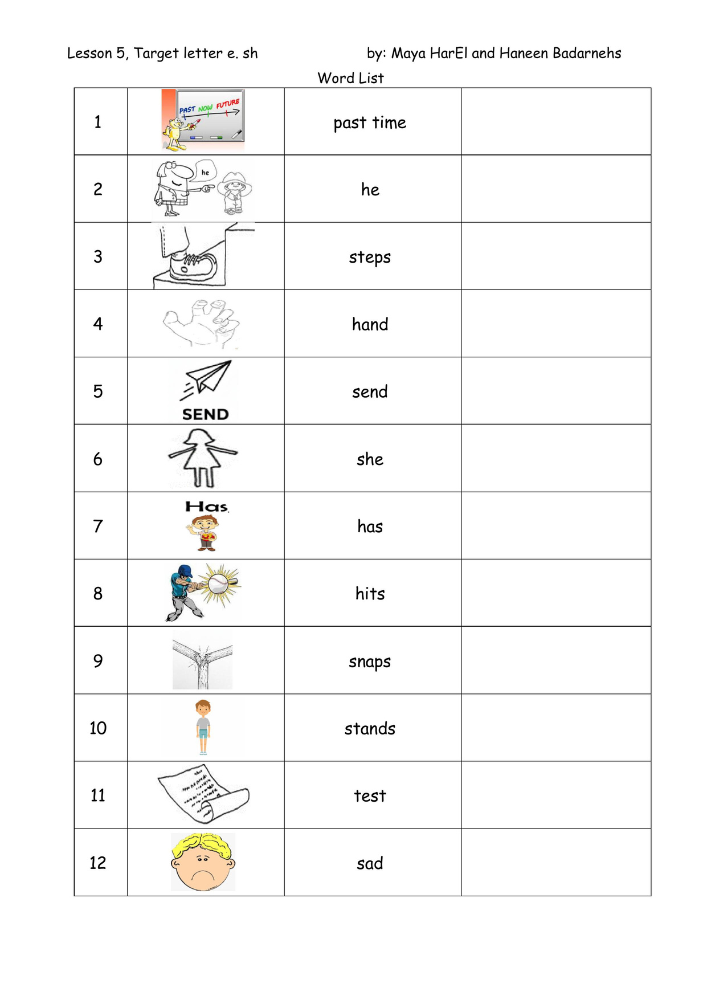 Lesson 5, Target letter e. sh by: Maya HarEl and Haneen Badarnehs
Word List
1 PAST NOW FUTURE past time
2 he he
3 steps
4 hand
5 SEND send
6 she
7 Has. has
8 hits
9 snaps
10 stands
11 test
12 sad